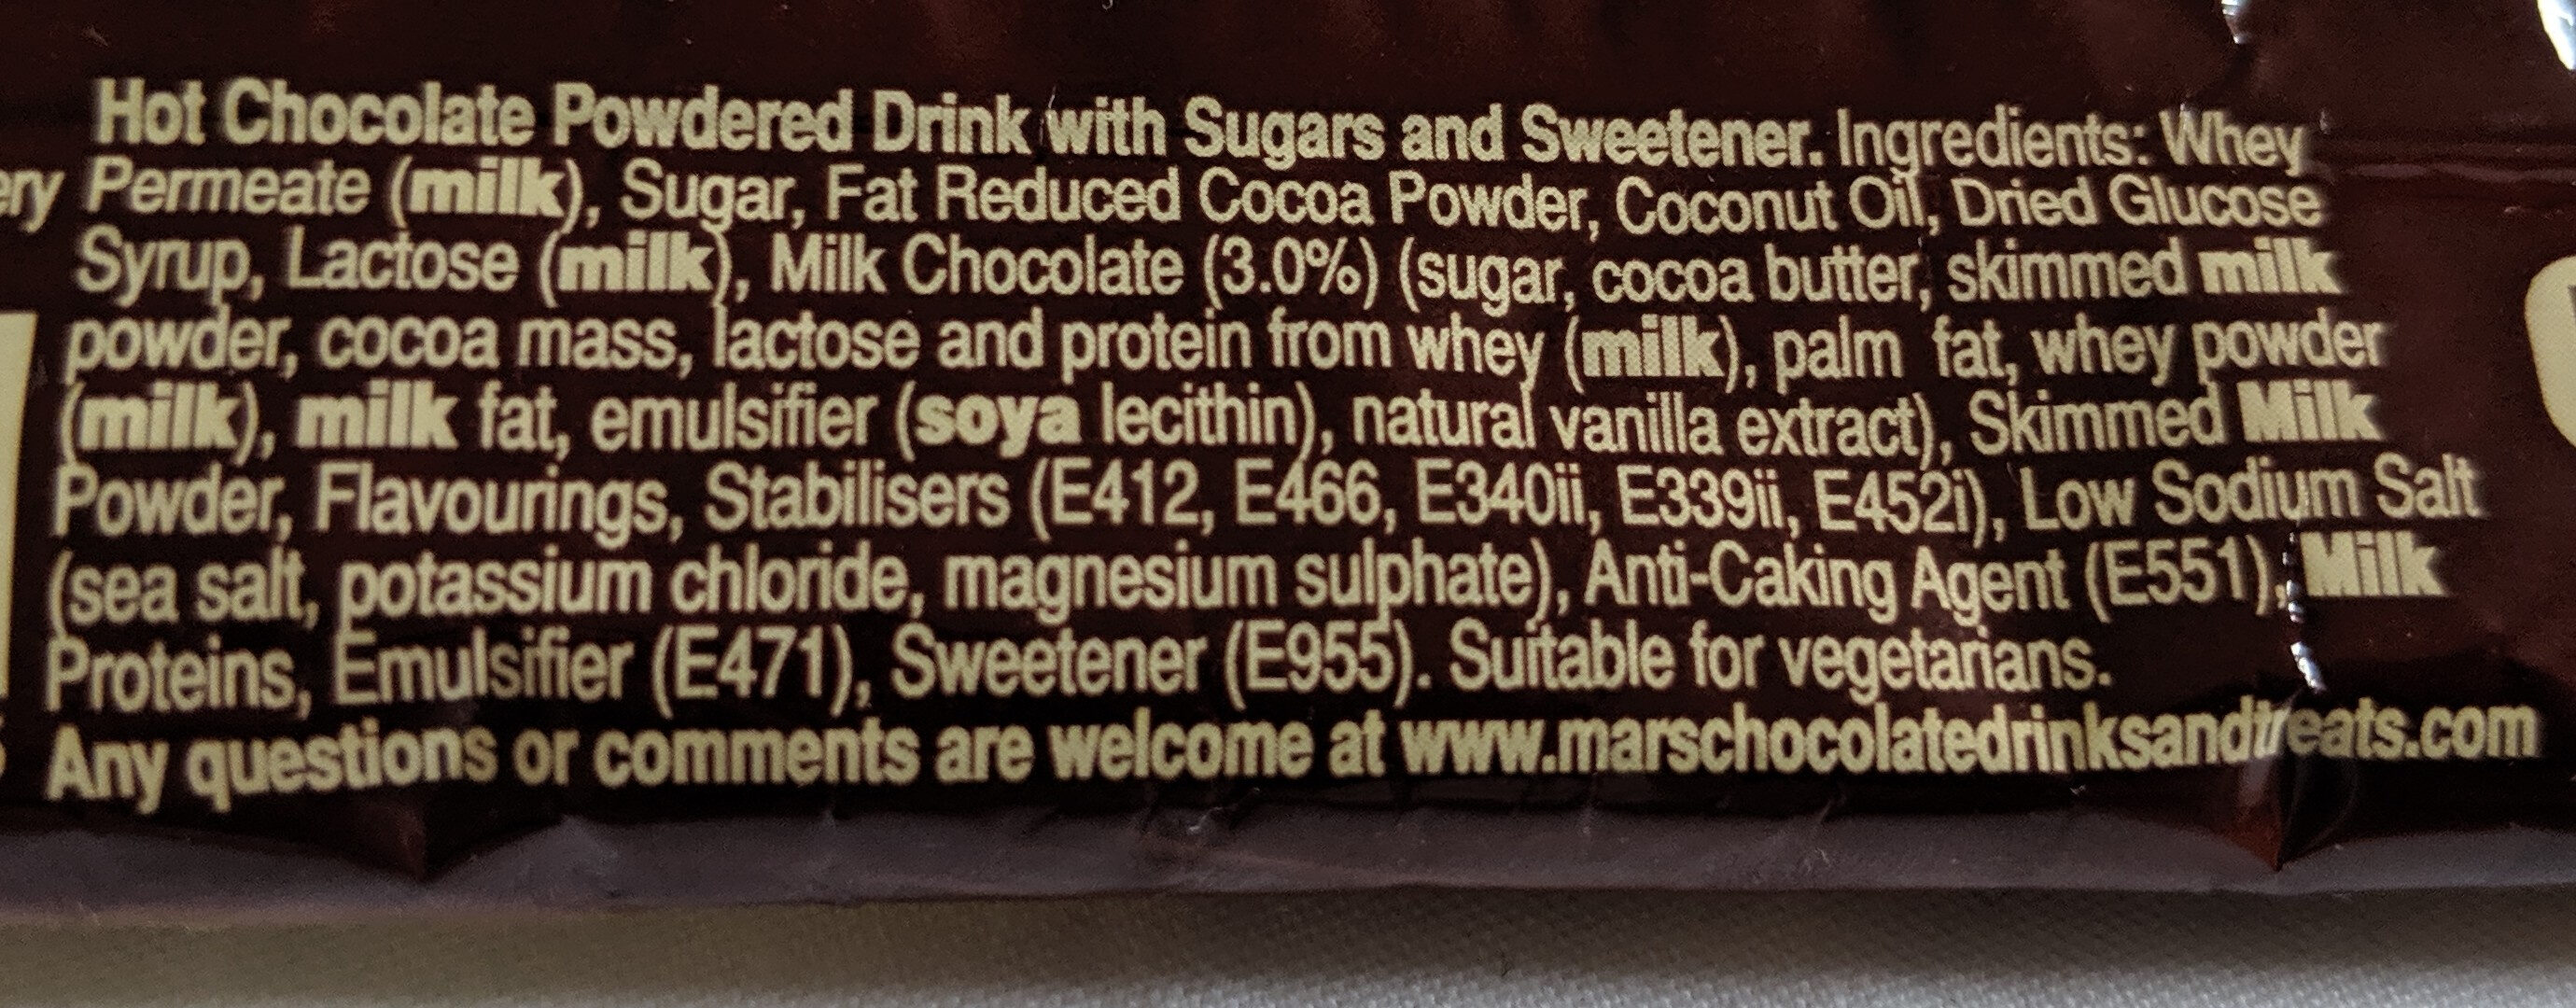 Hot Chocolate Powdered Drink with Sugars and Sweetener. Ingredients: Whey
Permeate (milk), Sugar, Fat Reduced Cocoa Powder, Coconut Oil, Dried Glucose
Syrup, Lactose (milk), Milk Chocolate (3.0%) (sugar, cocoa butter, skimmed milk
powder, cocoa mass, lactose and protein from whey (milk), palm fat, whey powder
(milk), milk fat, emulsifier (soya lecithin), natural vanilla extract), Skimmed Milk
Powder, Flavourings, Stabilisers (E412, E466, E340ii, E339ii, E452i), Low Sodium Salt
(sea salt, potassium chloride, magnesium sulphate), Anti-Caking Agent (E551), Milk
Proteins, Emulsifier (E471), Sweetener (E955). Suitable for vegetarians.
Any questions or comments are welcome at www.marschocolatedrinksandtreats.com